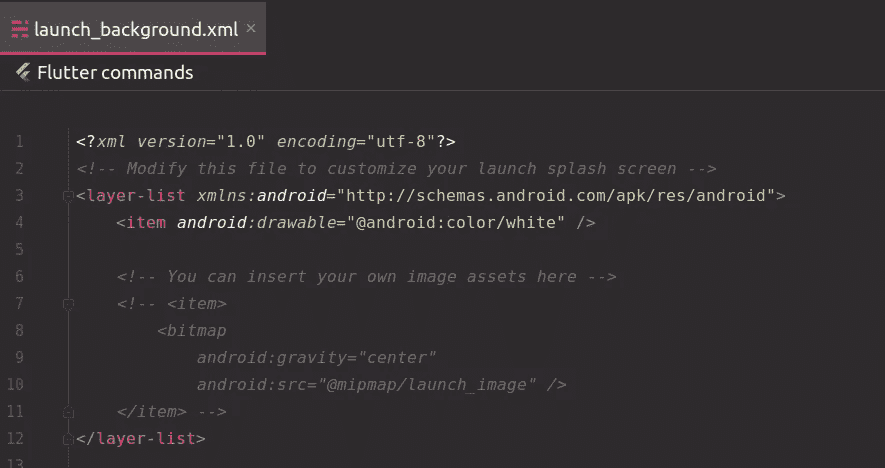 launch_background.xml ×
Flutter commands
1 <?xml version="1.0" encoding="utf-8"?>
2 <!-- Modify this file to customize your launch splash screen -->
3 <layer-list xmlns:android="http://schemas.android.com/apk/res/android">
4     <item android:drawable="@android:color/white" />
5
6     <!-- You can insert your own image assets here -->
7     <!-- <item>
8         <bitmap
9             android:gravity="center"
10             android:src="@mipmap/launch_image" />
11     </item> -->
12 </layer-list>
13